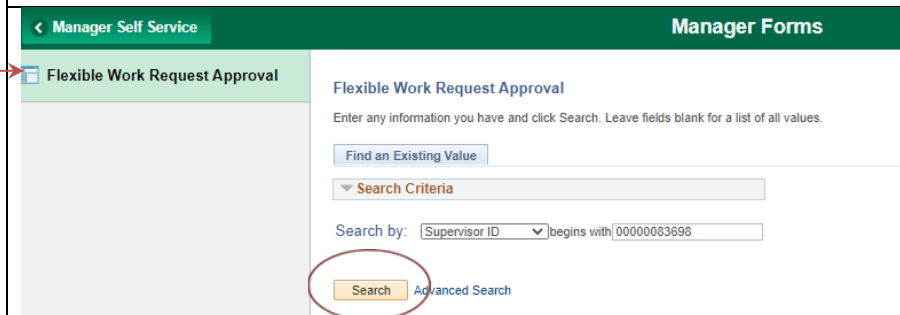 Manager Self Service
Manager Forms
Flexible Work Request Approval
Flexible Work Request Approval
Enter any information you have and click Search. Leave fields blank for a list of all values.
Find an Existing Value
Search Criteria
Search by: Supervisor ID begins with 00000083698
Search Advanced Search